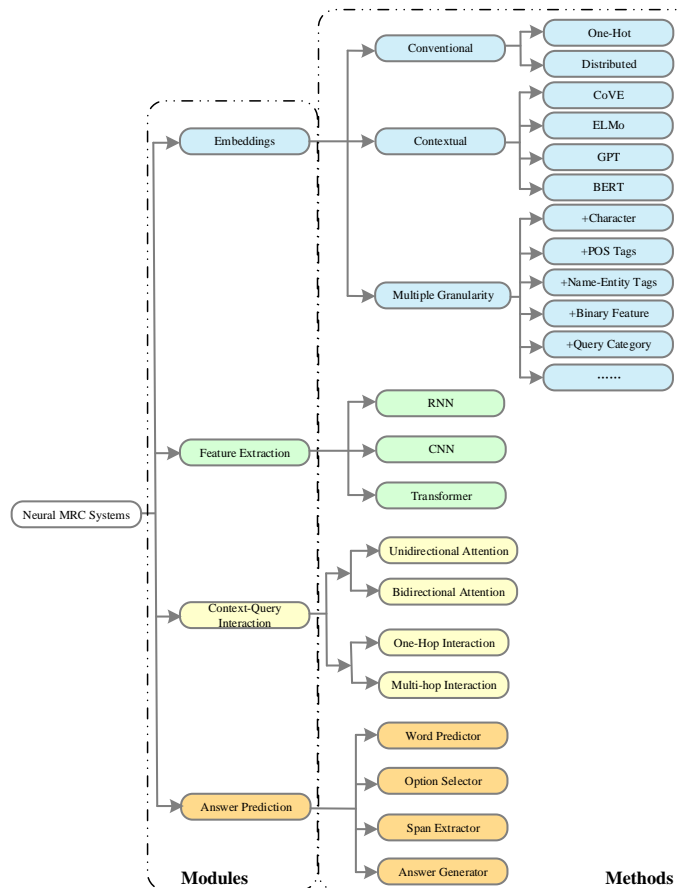 One-Hot
Conventional
Distributed
CoVE
ELMo
Embeddings
Contextual
GPT
BERT
+Character
+POS Tags
+Name-Entity Tags
Multiple Granularity
+Binary Feature
+Query Category
......
RNN
Feature Extraction
CNN
Transformer
Neural MRC Systems
Unidirectional Attention
Bidirectional Attention
Context-Query
Interaction
One-Hop Interaction
Multi-hop Interaction
Word Predictor
Option Selector
Answer Prediction
Span Extractor
Answer Generator
Modules
Methods